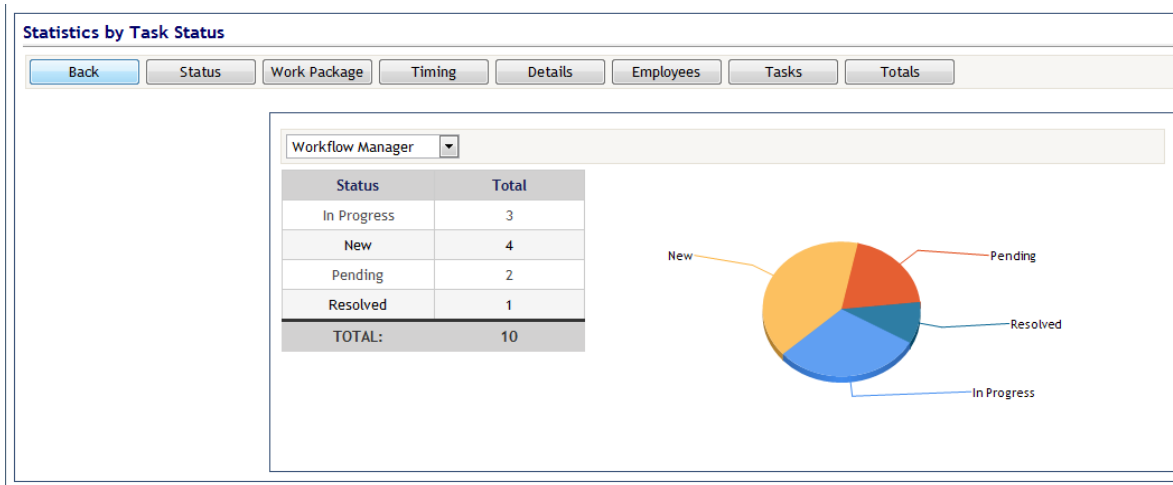 Statistics by Task Status
Back Status Work Package Timing Details Employees Tasks Totals
Workflow Manager
Status Total
In Progress 3
New 4
Pending 2
Resolved 1
TOTAL: 10
New
Pending
Resolved
In Progress